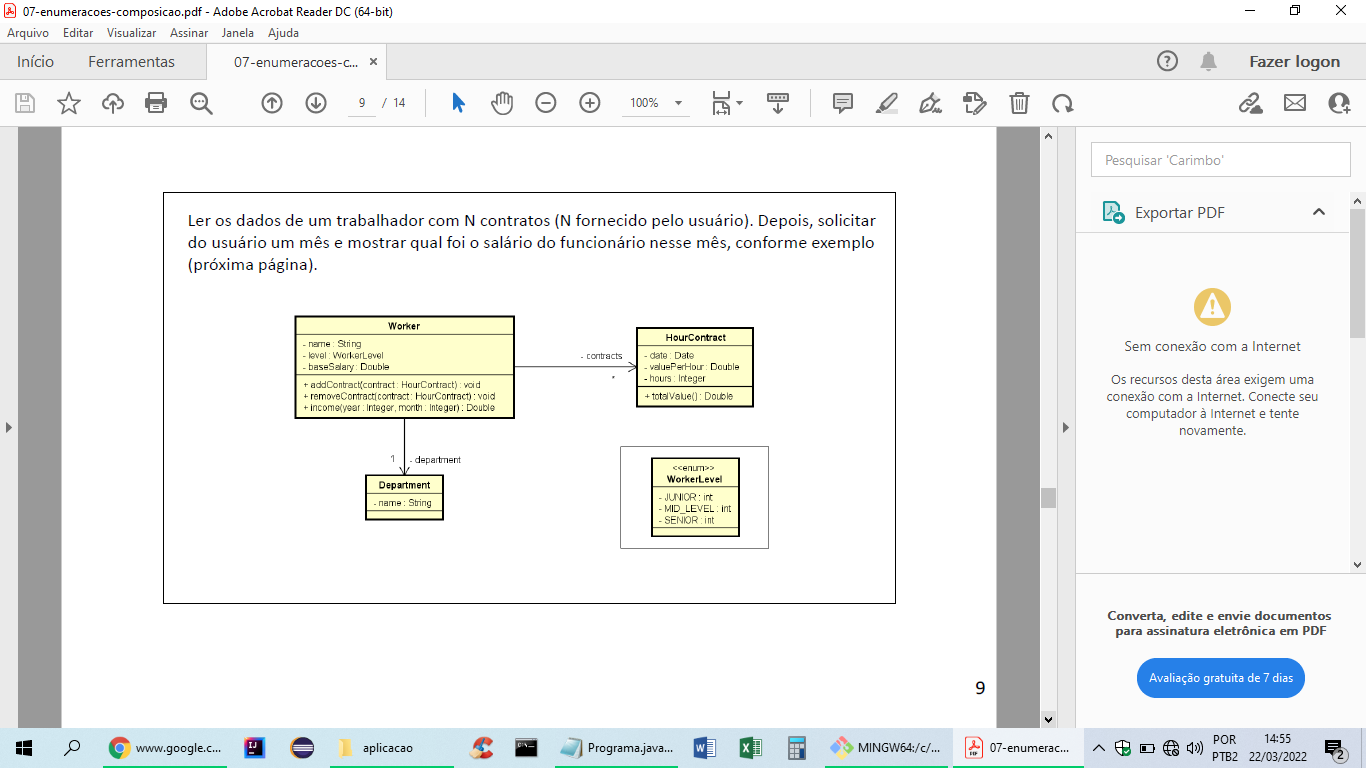 07-enumeracoes-composicao.pdf - Adobe Acrobat Reader DC (64-bit)
Arquivo Editar Visualizar Assinar Janela Ajuda
Início Ferramentas 07-enumeracoes-c... × Fazer logon
9 / 14 100%
Pesquisar 'Carimbo'
Exportar PDF
Sem conexão com a Internet
Os recursos desta área exigem uma
conexão com a Internet. Conecte seu
computador à Internet e tente
novamente.
Converta, edite e envie documentos
para assinatura eletrônica em PDF
Avaliação gratuita de 7 dias
Ler os dados de um trabalhador com N contratos (N fornecido pelo usuário). Depois, solicitar
do usuário um mês e mostrar qual foi o salário do funcionário nesse mês, conforme exemplo
(próxima página).
Worker
- name : String
- level : WorkerLevel
- baseSalary : Double
+ addContract(contract : HourContract) : void
+ removeContract(contract : HourContract) : void
+ income(year : Integer, month : Integer) : Double
- contracts
*
HourContract
- date : Date
- valuePerHour : Double
- hours : Integer
+ totalValue() : Double
1 - department
Department
- name : String
<<enum>>
WorkerLevel
- JUNIOR : int
- MID_LEVEL : int
- SENIOR : int
9
www.google.c... aplicacao Programa.java... MINGW64:/c/... 07-enumerac...
POR
PTB2
14:55
22/03/2022
2